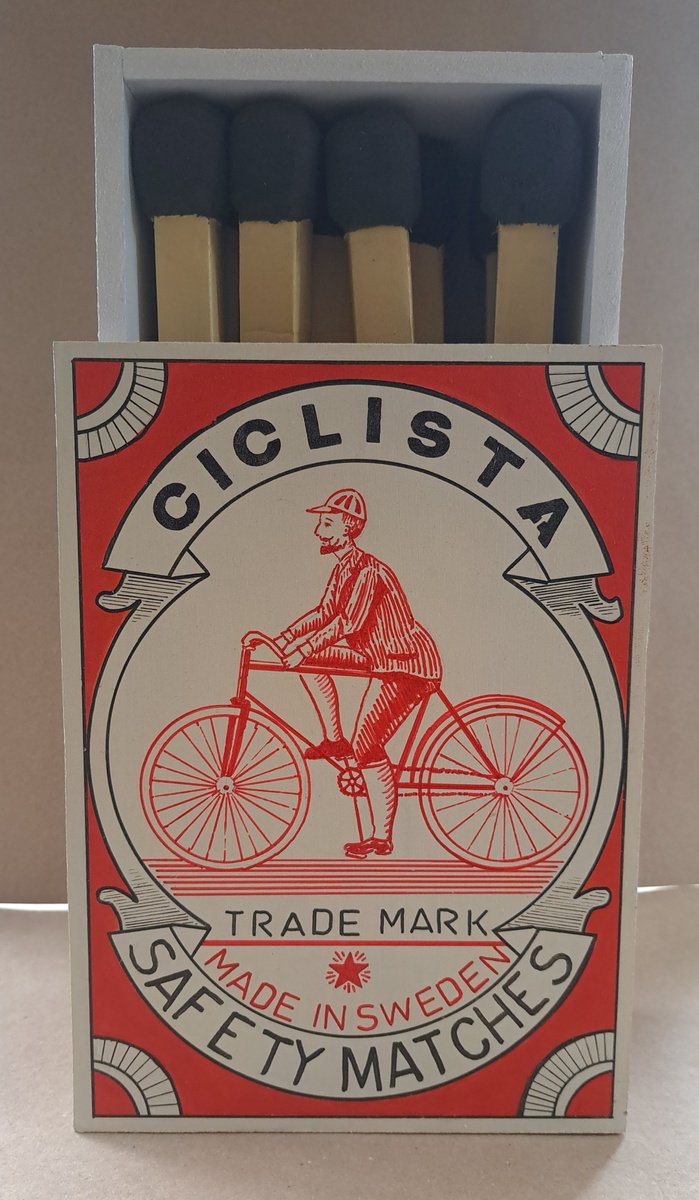 CICLISTA
TRADE MARK
MADE IN SWEDEN
SAFETY MATCHES